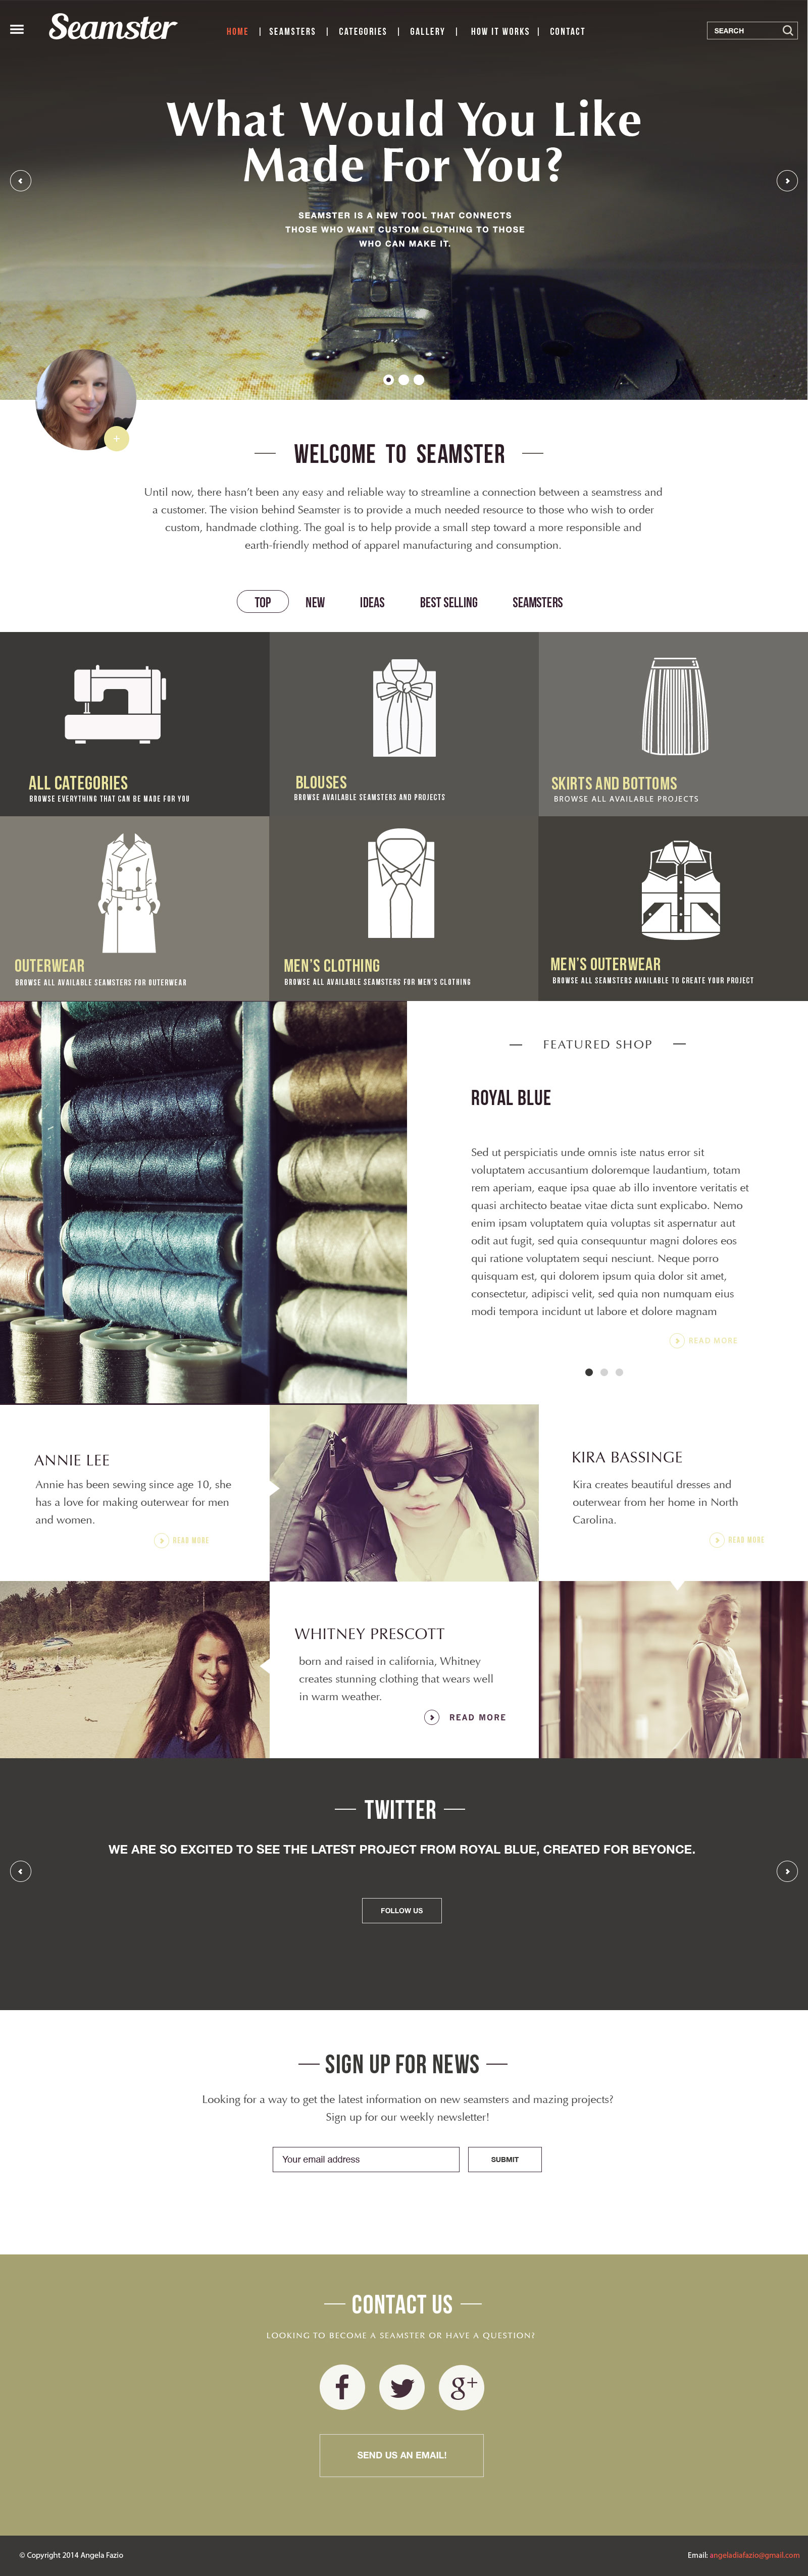 Seamster
HOME | SEAMSTERS | CATEGORIES | GALLERY | HOW IT WORKS | CONTACT
SEARCH
What Would You Like
Made For You?
SEAMSTER IS A NEW TOOL THAT CONNECTS
THOSE WHO WANT CUSTOM CLOTHING TO THOSE
WHO CAN MAKE IT.
+
WELCOME TO SEAMSTER
Until now, there hasn’t been any easy and reliable way to streamline a connection between a seamstress and
a customer. The vision behind Seamster is to provide a much needed resource to those who wish to order
custom, handmade clothing. The goal is to help provide a small step toward a more responsible and
earth-friendly method of apparel manufacturing and consumption.
TOP NEW IDEAS BEST SELLING SEAMSTERS
ALL CATEGORIES
BROWSE EVERYTHING THAT CAN BE MADE FOR YOU
BLOUSES
BROWSE AVAILABLE SEAMSTERS AND PROJECTS
SKIRTS AND BOTTOMS
BROWSE ALL AVAILABLE PROJECTS
OUTERWEAR
BROWSE ALL AVAILABLE SEAMSTERS FOR OUTERWEAR
MEN’S CLOTHING
BROWSE ALL AVAILABLE SEAMSTERS FOR MEN’S CLOTHING
MEN’S OUTERWEAR
BROWSE ALL SEAMSTERS AVAILABLE TO CREATE YOUR PROJECT
FEATURED SHOP
ROYAL BLUE
Sed ut perspiciatis unde omnis iste natus error sit
voluptatem accusantium doloremque laudantium, totam
rem aperiam, eaque ipsa quae ab illo inventore veritatis et
quasi architecto beatae vitae dicta sunt explicabo. Nemo
enim ipsam voluptatem quia voluptas sit aspernatur aut
odit aut fugit, sed quia consequuntur magni dolores eos
qui ratione voluptatem sequi nesciunt. Neque porro
quisquam est, qui dolorem ipsum quia dolor sit amet,
consectetur, adipisci velit, sed quia non numquam eius
modi tempora incidunt ut labore et dolore magnam
READ MORE
ANNIE LEE
Annie has been sewing since age 10, she
has a love for making outerwear for men
and women.
READ MORE
KIRA BASSINGE
Kira creates beautiful dresses and
outerwear from her home in North
Carolina.
READ MORE
WHITNEY PRESCOTT
born and raised in california, Whitney
creates stunning clothing that wears well
in warm weather.
READ MORE
TWITTER
WE ARE SO EXCITED TO SEE THE LATEST PROJECT FROM ROYAL BLUE, CREATED FOR BEYONCE.
FOLLOW US
SIGN UP FOR NEWS
Looking for a way to get the latest information on new seamsters and mazing projects?
Sign up for our weekly newsletter!
Your email address
SUBMIT
CONTACT US
LOOKING TO BECOME A SEAMSTER OR HAVE A QUESTION?
f g+
SEND US AN EMAIL!
© Copyright 2014 Angela Fazio
Email: angeladiafazio@gmail.com